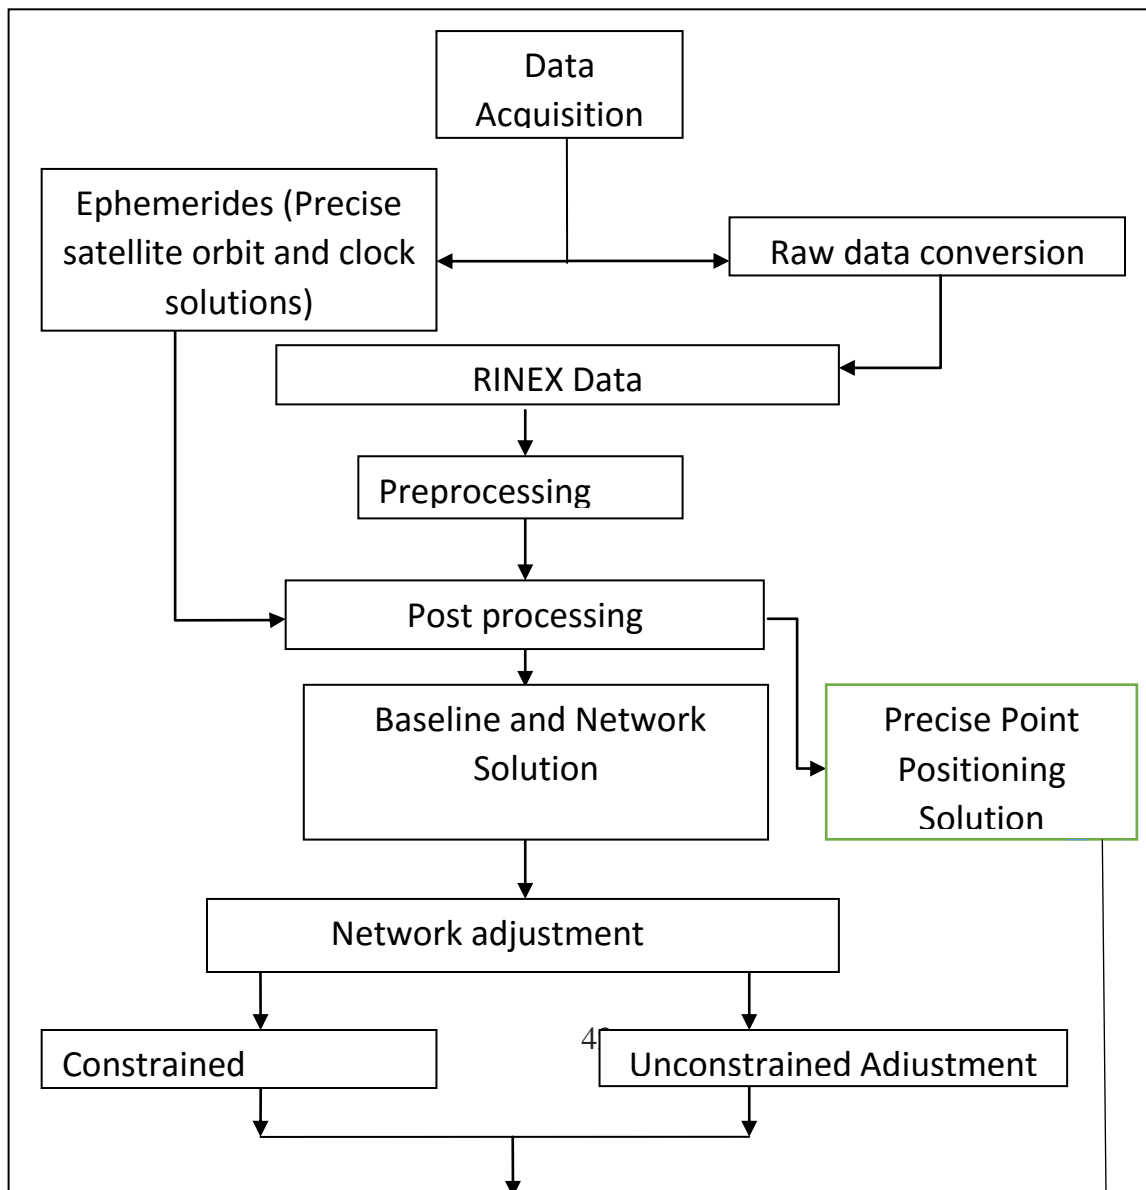 Data
Acquisition
Ephemerides (Precise
satellite orbit and clock
solutions)
Raw data conversion
RINEX Data
Preprocessing
Post processing
Baseline and Network
Solution
Precise Point
Positioning
Solution
Network adjustment
Constrained
Unconstrained Adjustment